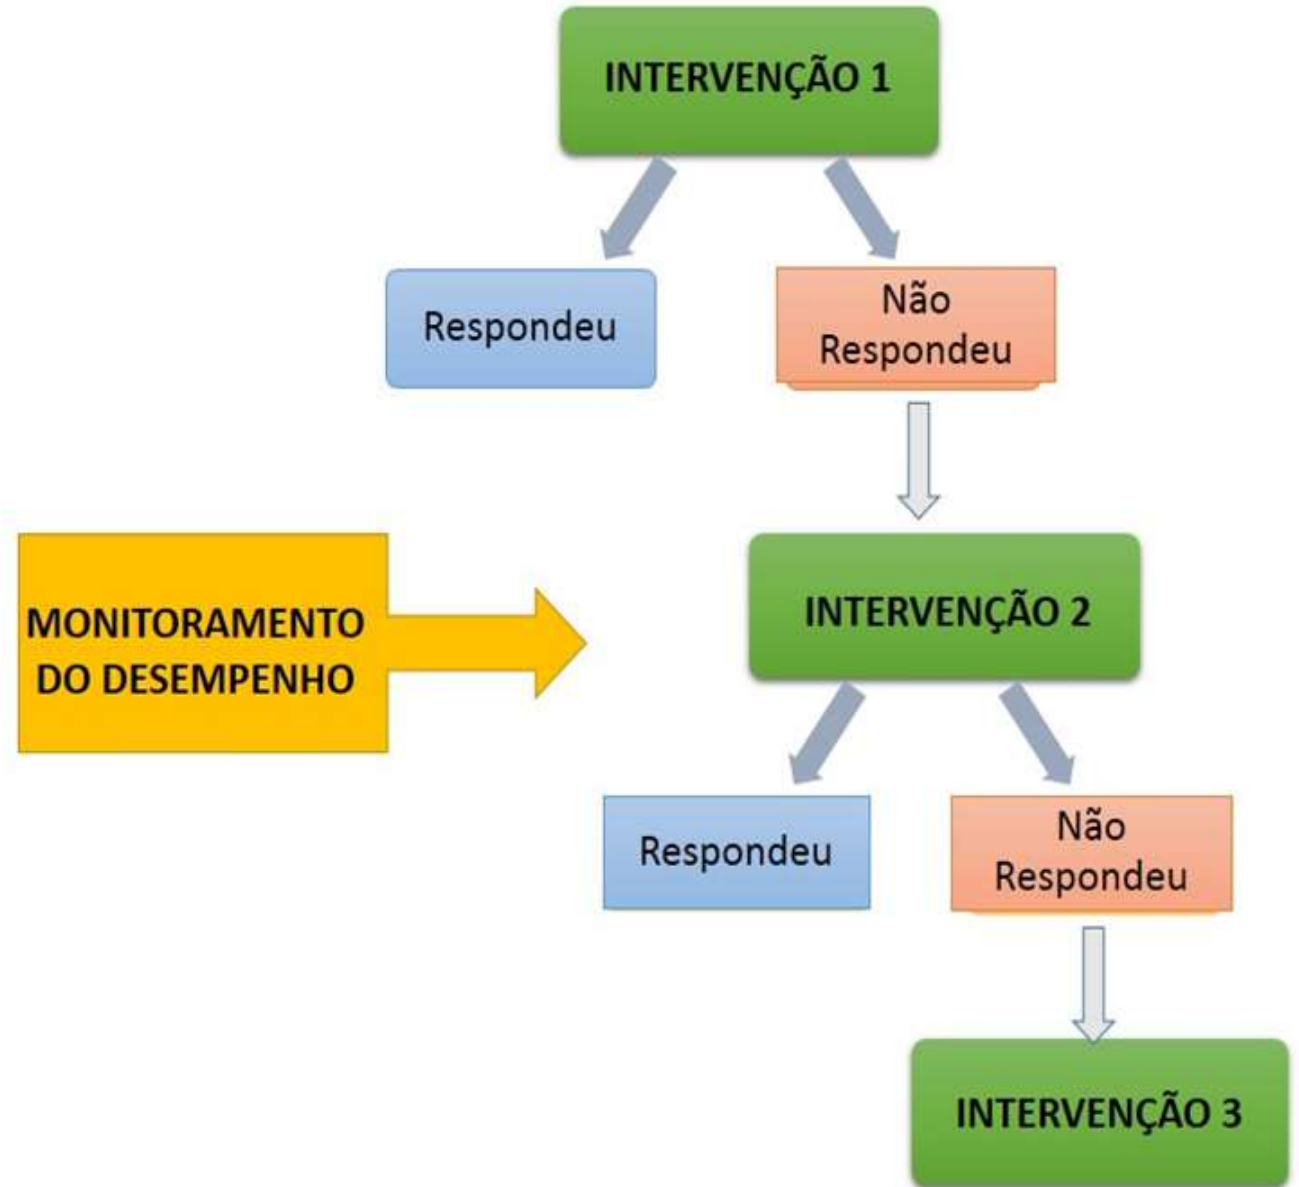 INTERVENÇÃO 1
Respondeu
Não
Respondeu
MONITORAMENTO
DO DESEMPENHO
INTERVENÇÃO 2
Respondeu
Não
Respondeu
INTERVENÇÃO 3